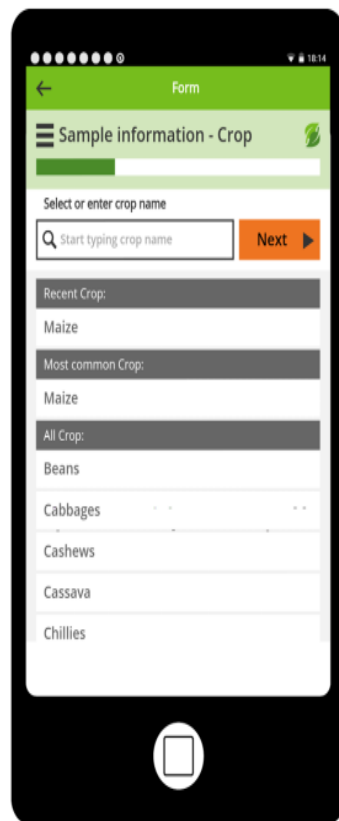 18:14
Form
Sample information - Crop
Select or enter crop name
Start typing crop name
Next
Recent Crop:
Maize
Most common Crop:
Maize
All Crop:
Beans
Cabbages
Cashews
Cassava
Chillies